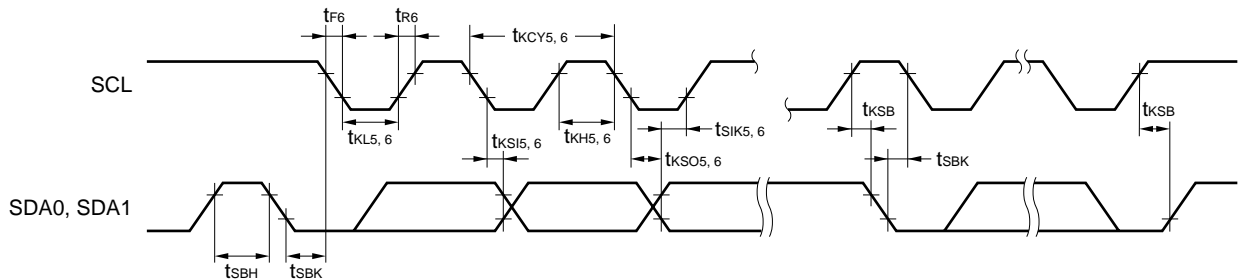 tF6
tR6
tKCY5, 6
SCL
tKL5, 6
tKSI5, 6
tKH5, 6
tKSO5, 6
tSIK5, 6
tKSB
tSBK
tKSB
SDA0, SDA1
tSBH
tSBK